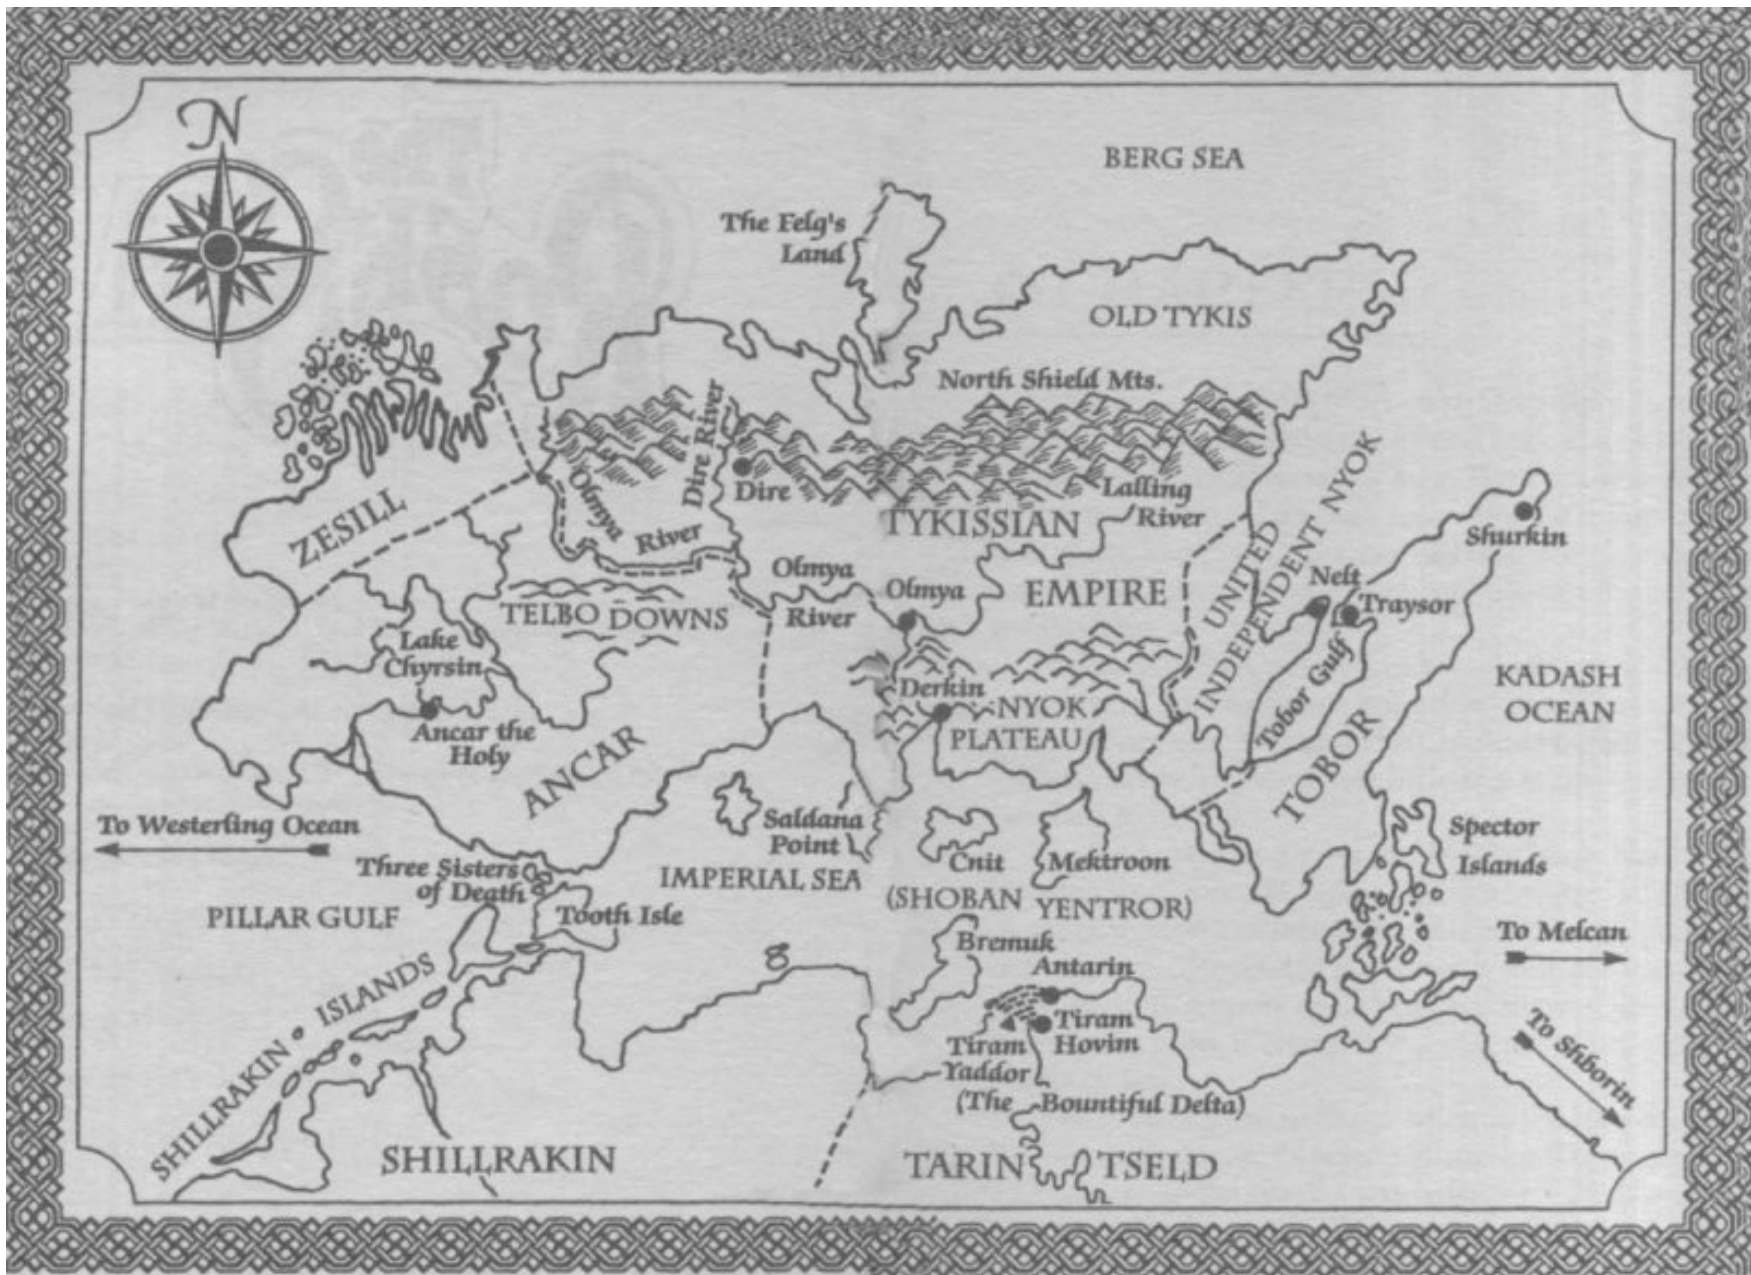 N
BERG SEA
The Felg's
Land
OLD TYKIS
North Shield Mts.
Dire River
Dire
Olmya
River
Lalling
River
ZESILL
TYKISSIAN
EMPIRE
UNITED
INDEPENDENT NYOK
Shurkin
Nelt
Traysor
Tobor Gulf
TOBOR
KADASH
OCEAN
TELBO DOWNS
Olmya
River
Olmya
Lake
Chyrsin
Ancar the
Holy
ANCAR
Derkin
NYOK
PLATEAU
To Westerling Ocean
Three Sisters
of Death
PILLAR GULF
Tooth Isle
Saldana
Point
IMPERIAL SEA
Cnit
Mektroon
(SHOBAN YENTROR)
Spector
Islands
To Melcan
To Shborin
Bremuk
Antarin
Tiram
Hovim
Tiram
Yaddor
(The Bountiful Delta)
SHILLRAKIN ISLANDS
SHILLRAKIN
TARIN TSELD